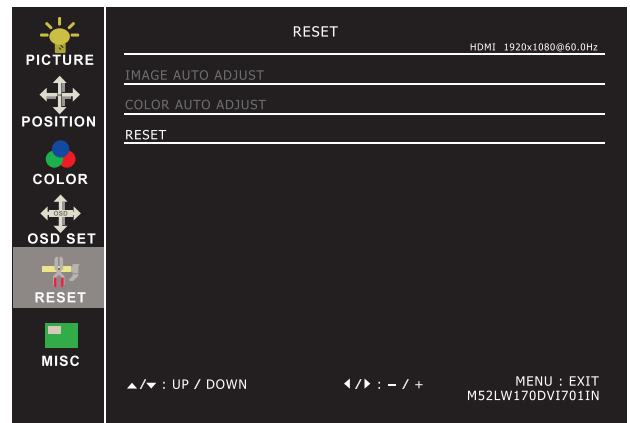 PICTURE
POSITION
COLOR
OSD
OSD SET
RESET
MISC
RESET
HDMI 1920x1080@60.0Hz
IMAGE AUTO ADJUST
COLOR AUTO ADJUST
RESET
▲/▼ : UP / DOWN
◀/▶ : – / +
MENU : EXIT
M52LW170DVI701IN